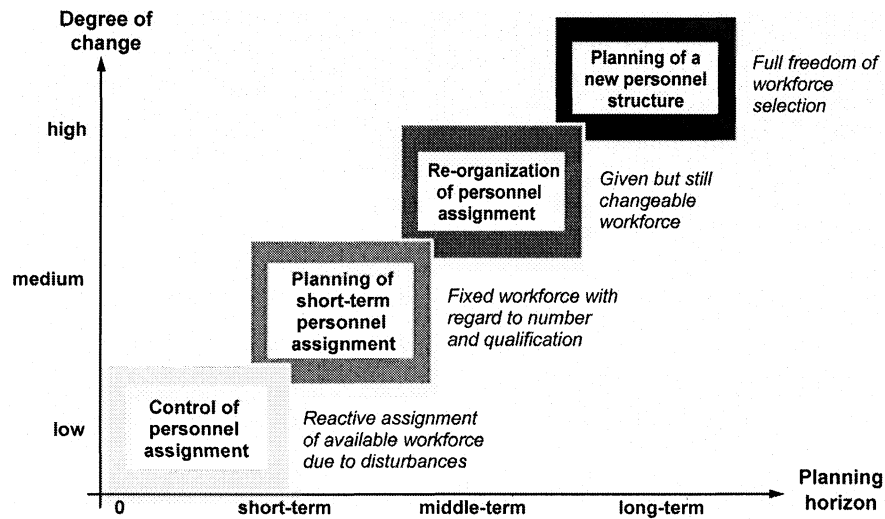 Degree of
change
high
medium
low
Planning of a
new personnel
structure
Full freedom of
workforce
selection
Re-organization
of personnel
assignment
Given but still
changeable
workforce
Planning of
short-term
personnel
assignment
Fixed workforce with
regard to number
and qualification
Control of
personnel
assignment
Reactive assignment
of available workforce
due to disturbances
0 short-term middle-term long-term
Planning
horizon